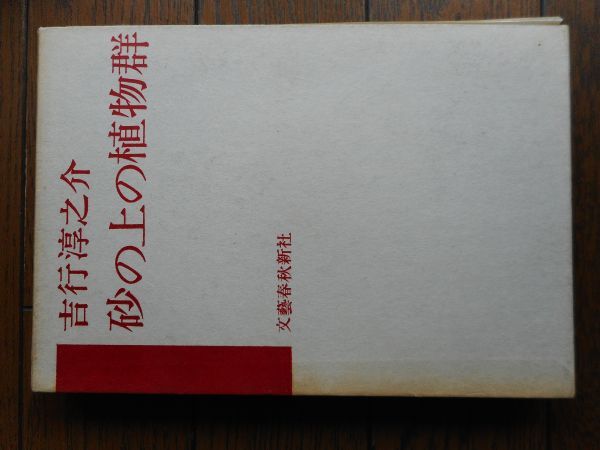 吉行淳之介
砂の上の植物群
文藝春秋新社